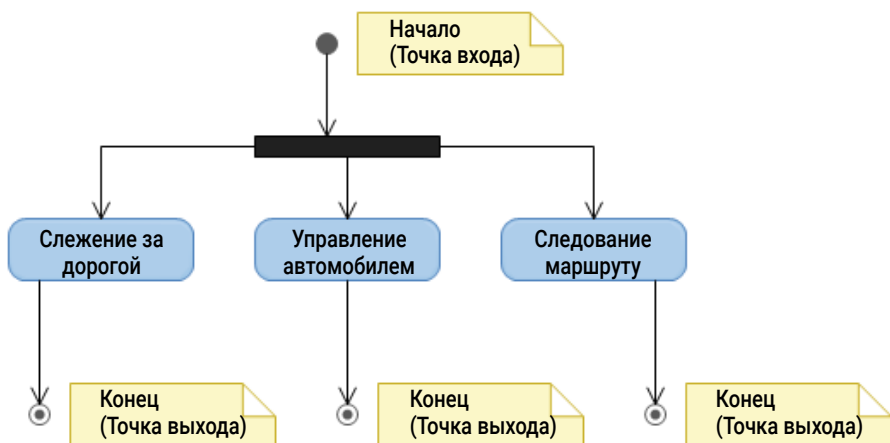 Начало
(Точка входа)
Слежение за
дорогой
Управление
автомобилем
Следование
маршруту
Конец
(Точка выхода)
Конец
(Точка выхода)
Конец
(Точка выхода)